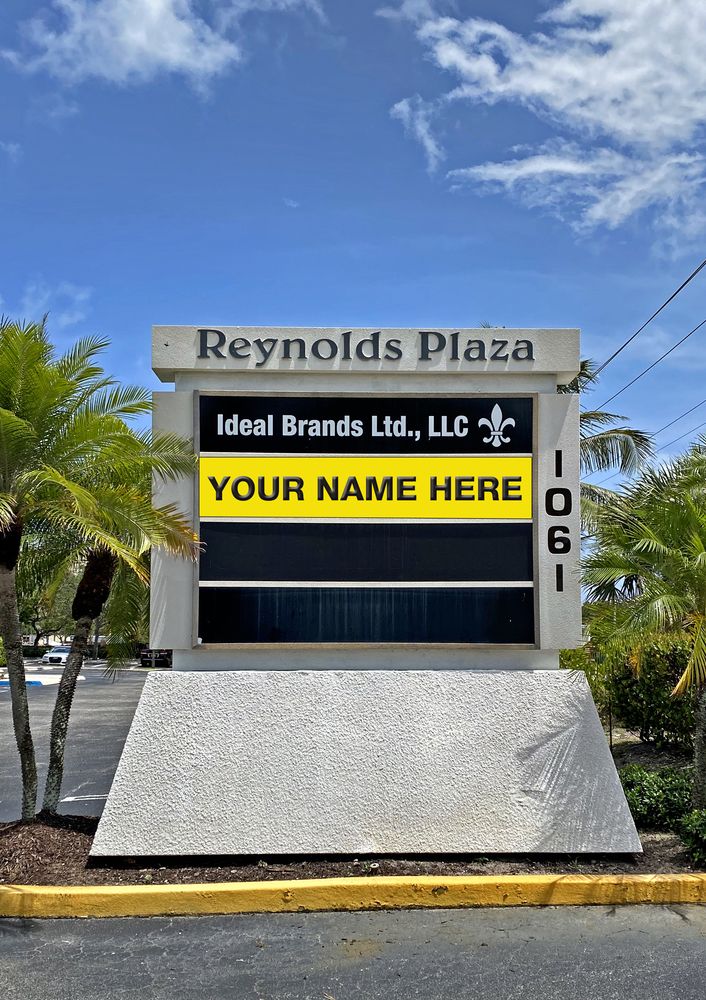 Reynolds Plaza
Ideal Brands Ltd., LLC
YOUR NAME HERE
1061